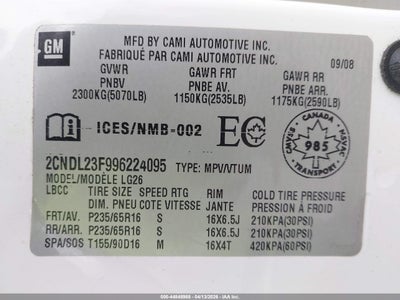 GM
MFD BY CAMI AUTOMOTIVE INC.
FABRIQUÉ PAR CAMI AUTOMOTIVE INC.
09/08
GVWR GAWR FRT GAWR RR
PNBV PNBE AV. PNBE ARR.
2300KG(5070LB) 1150KG(2535LB) 1175KG(2590LB)
ICES/NMB-002 EC
CANADA
CMVSS
NSVAC
985
TRANSPORT
2CNDL23F996224095 TYPE: MPV/VTUM
MODEL/MODÈLE LG26
LBCC TIRE SIZE SPEED RTG RIM COLD TIRE PRESSURE
DIM. PNEU COTE VITESSE JANTE PRESSION À FROID
FRT/AV. P235/65R16 S 16X6.5J 210KPA(30PSI)
RR/ARR. P235/65R16 S 16X6.5J 210KPA(30PSI)
SPA/SOS T155/90D16 M 16X4T 420KPA(60PSI)